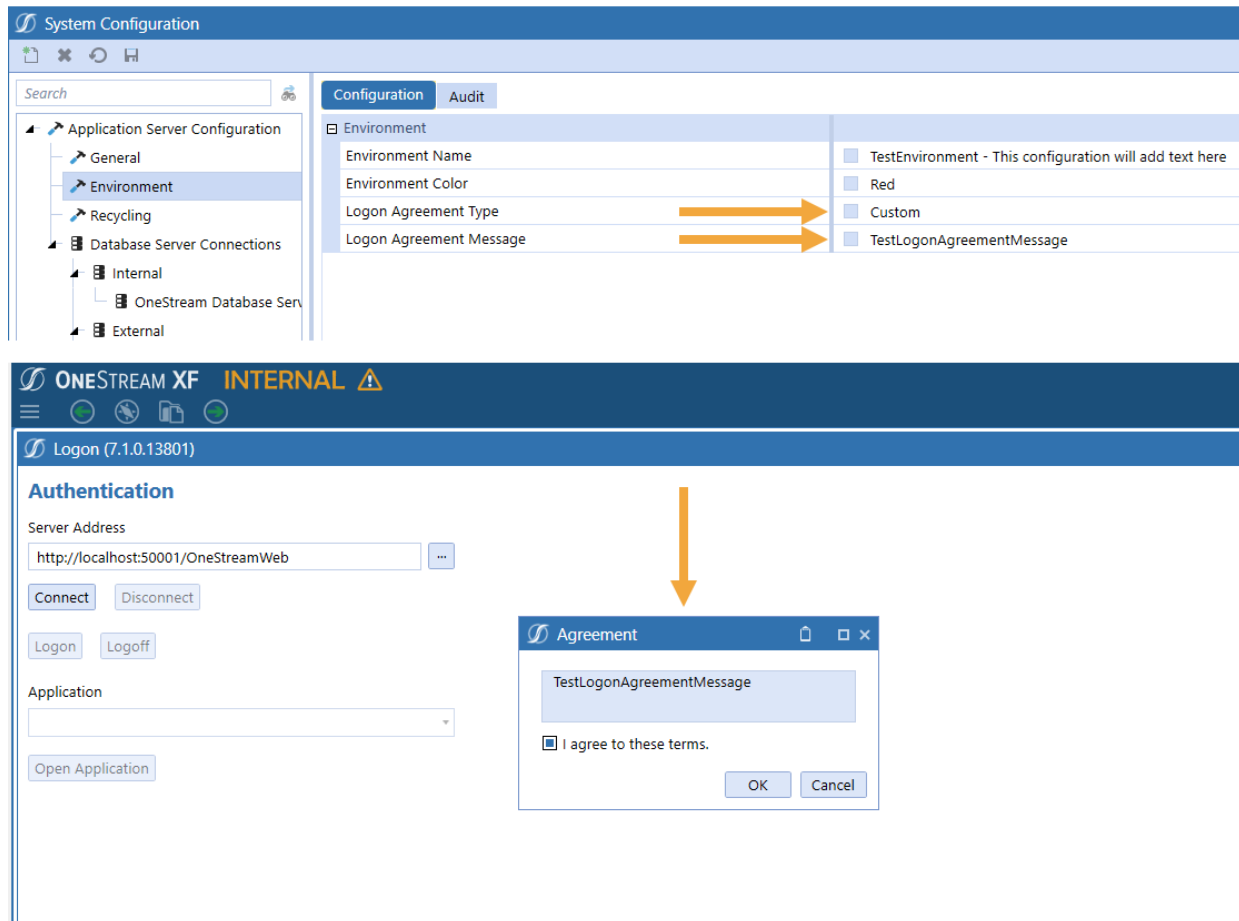 System Configuration
Search
Configuration
Audit
Application Server Configuration
General
Environment
Recycling
Database Server Connections
Internal
OneStream Database Serv
External
Environment
Environment Name
TestEnvironment - This configuration will add text here
Environment Color
Red
Logon Agreement Type
Custom
Logon Agreement Message
TestLogonAgreementMessage
ONESTREAM XF INTERNAL
Logon (7.1.0.13801)
Authentication
Server Address
http://localhost:50001/OneStreamWeb
...
Connect
Disconnect
Logon
Logoff
Application
Open Application
Agreement
TestLogonAgreementMessage
I agree to these terms.
OK
Cancel